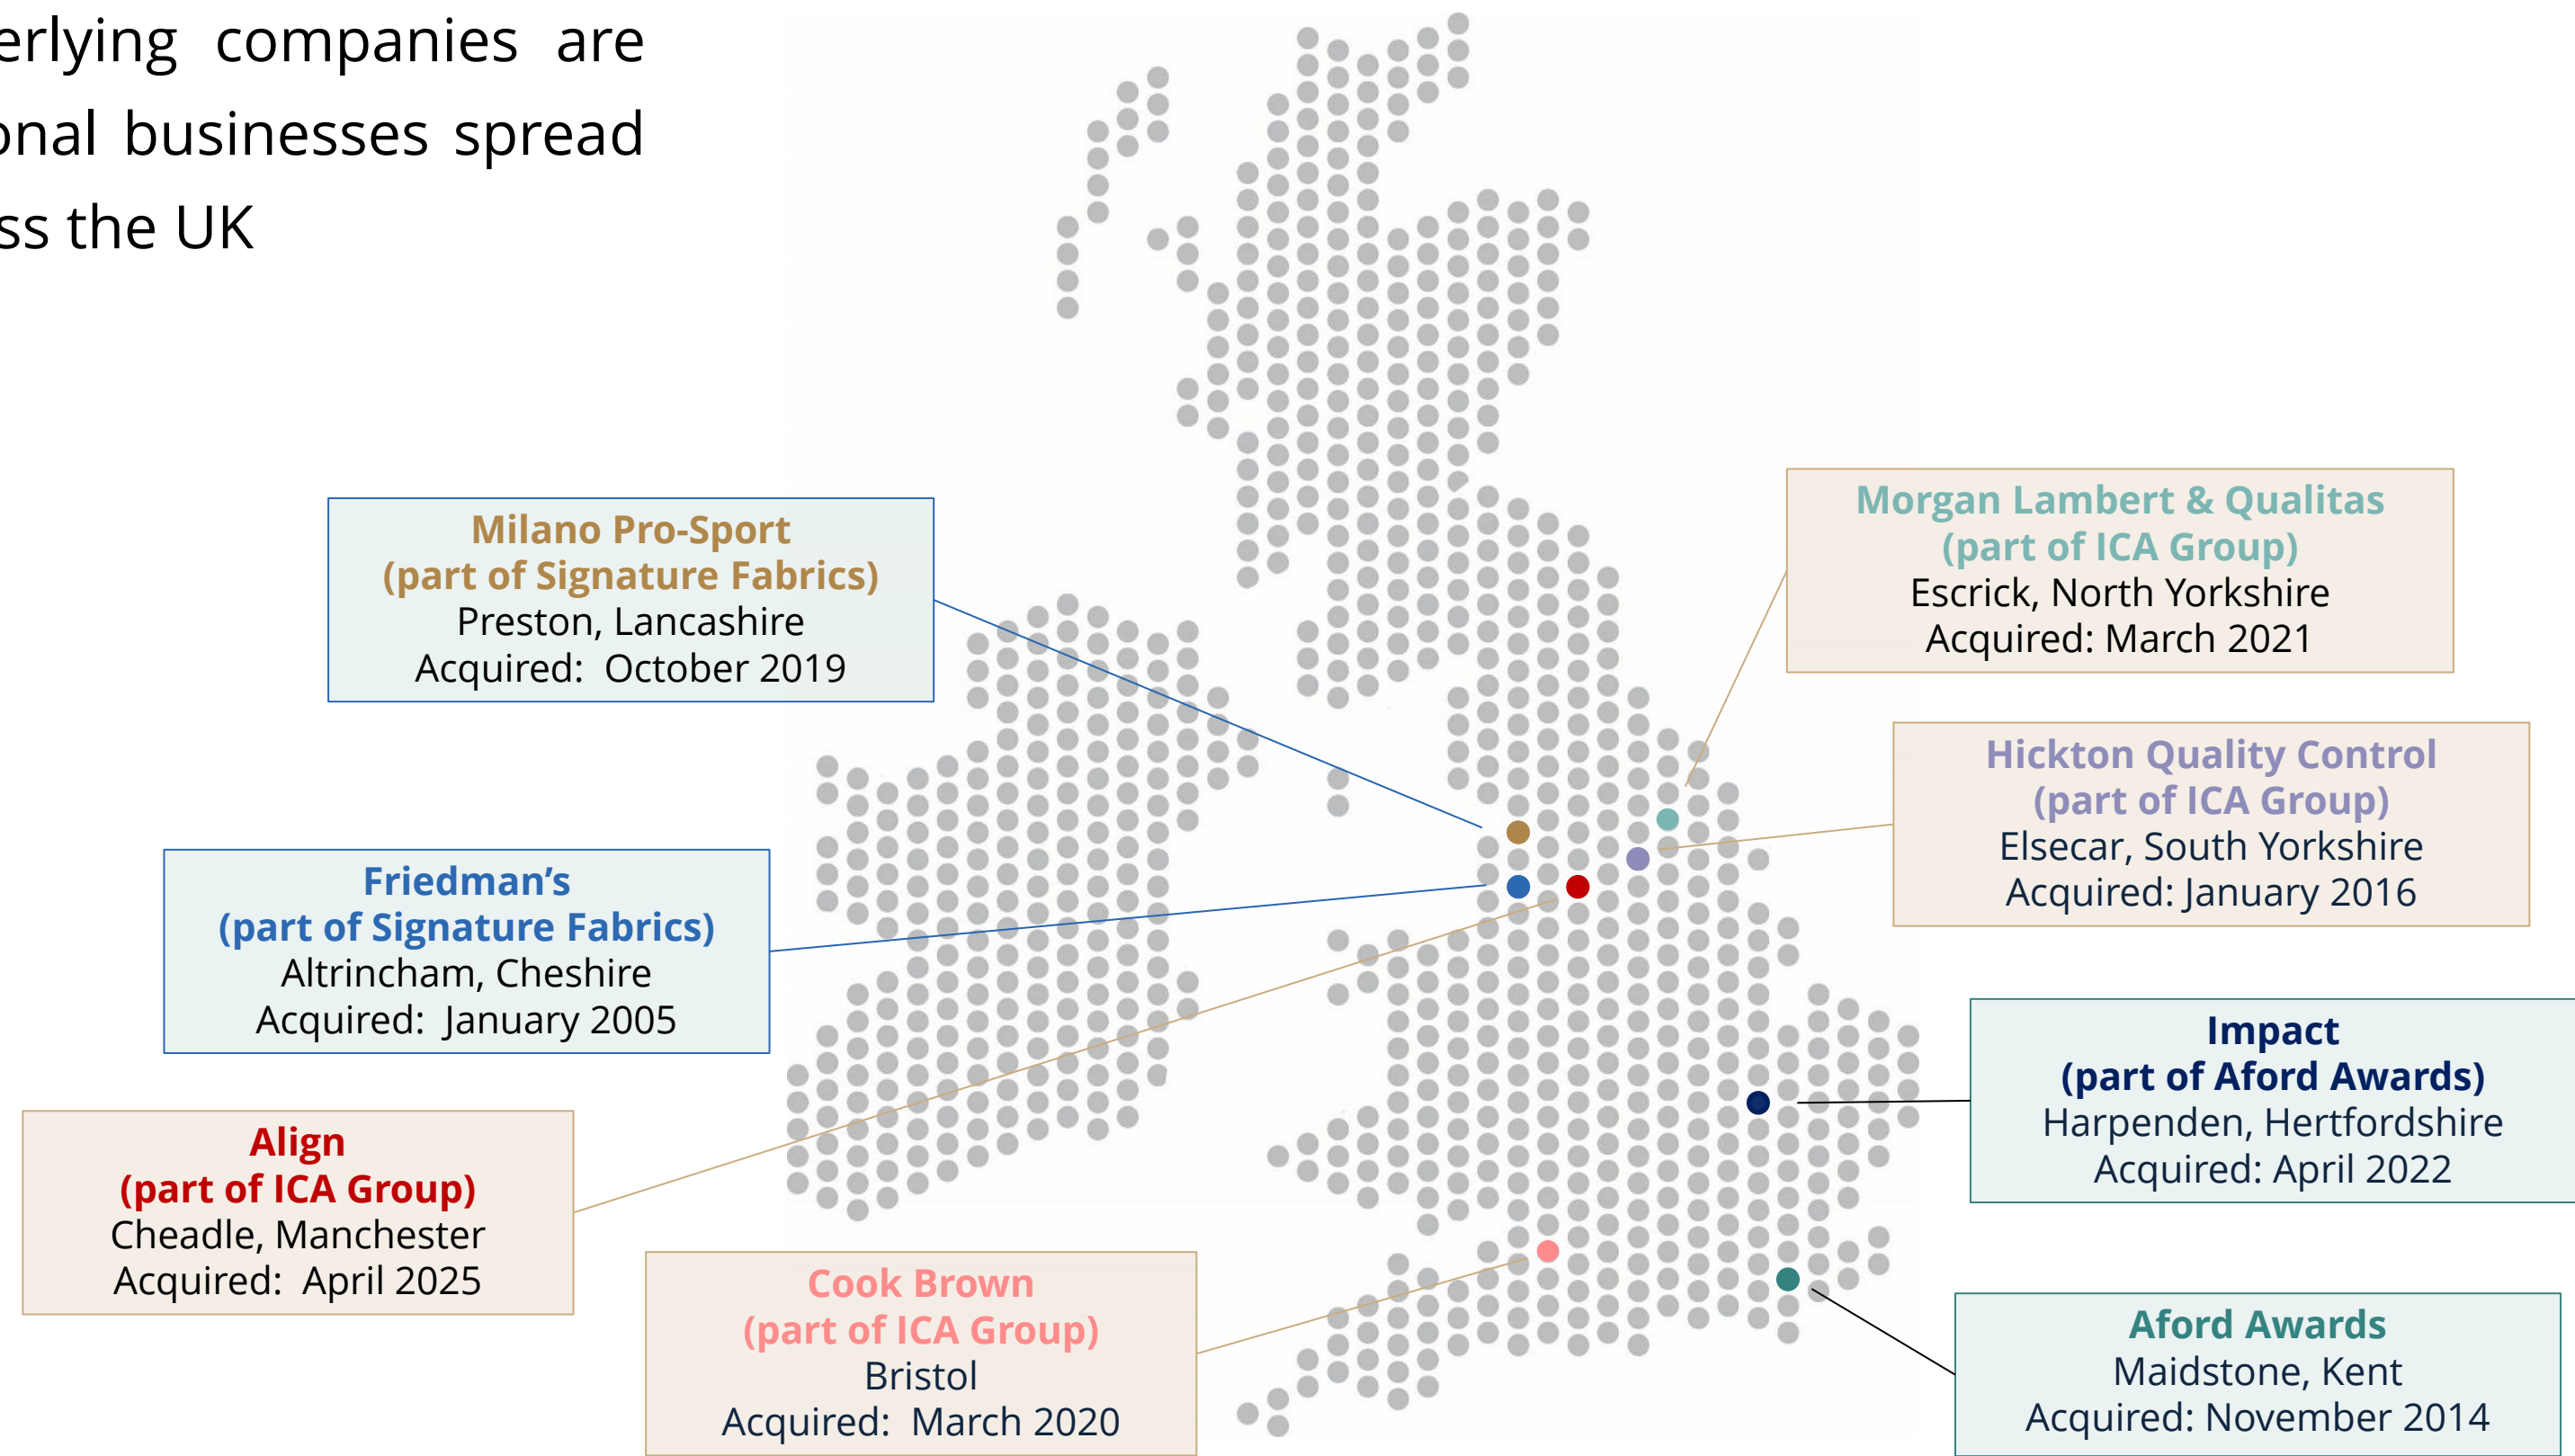 erlying companies are
onal businesses spread
ss the UK
Milano Pro-Sport
(part of Signature Fabrics)
Preston, Lancashire
Acquired: October 2019
Morgan Lambert & Qualitas
(part of ICA Group)
Escrick, North Yorkshire
Acquired: March 2021
Hickton Quality Control
(part of ICA Group)
Elsecar, South Yorkshire
Acquired: January 2016
Friedman’s
(part of Signature Fabrics)
Altrincham, Cheshire
Acquired: January 2005
Impact
(part of Aford Awards)
Harpenden, Hertfordshire
Acquired: April 2022
Align
(part of ICA Group)
Cheadle, Manchester
Acquired: April 2025
Cook Brown
(part of ICA Group)
Bristol
Acquired: March 2020
Aford Awards
Maidstone, Kent
Acquired: November 2014